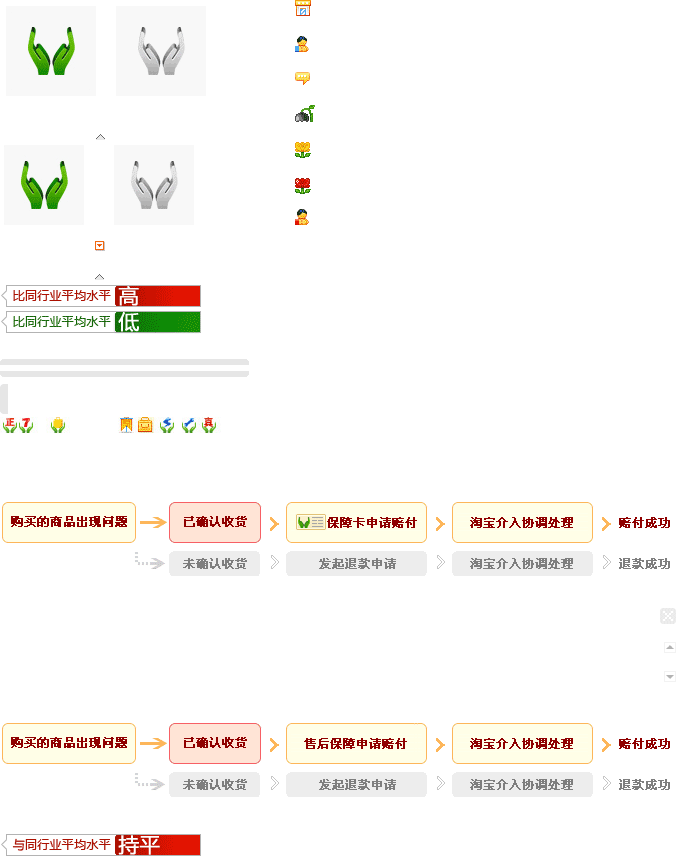 比同行业平均水平 高
比同行业平均水平 低
正 7 真
购买的商品出现问题 已确认收货 保障卡申请赔付 淘宝介入协调处理 赔付成功
未确认收货 发起退款申请 淘宝介入协调处理 退款成功
购买的商品出现问题 已确认收货 售后保障申请赔付 淘宝介入协调处理 赔付成功
未确认收货 发起退款申请 淘宝介入协调处理 退款成功
与同行业平均水平 持平